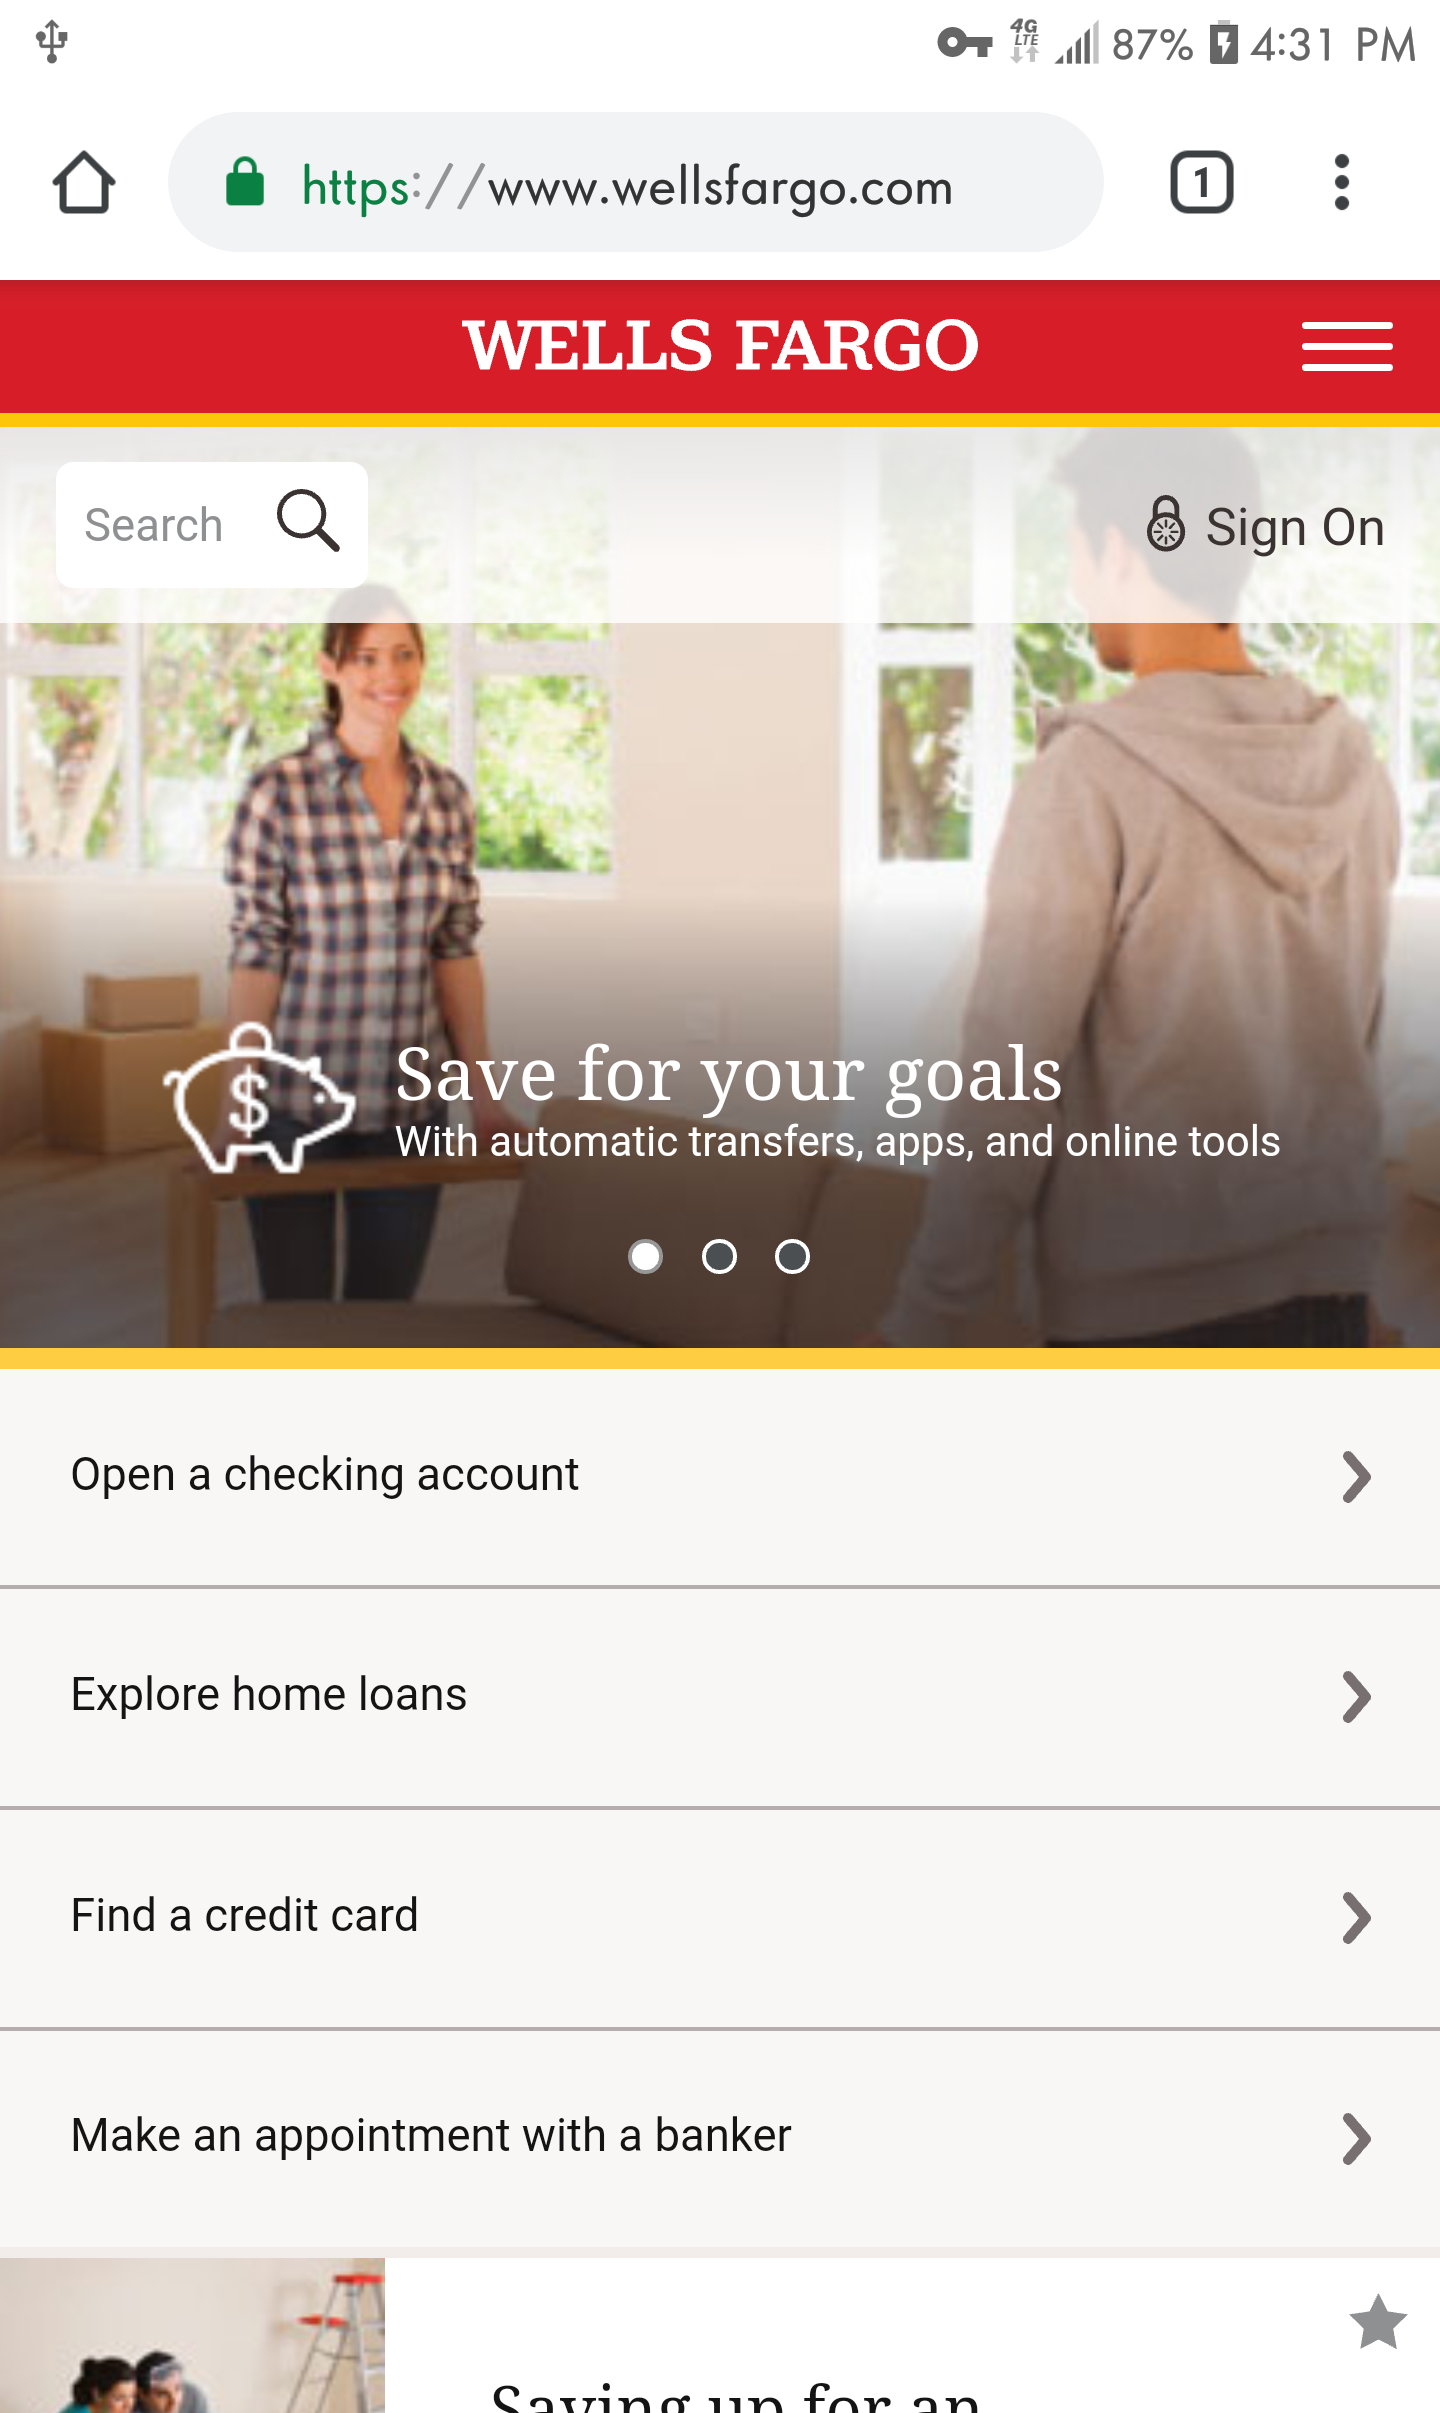 4G LTE 87% 4:31 PM
https://www.wellsfargo.com 1
WELLS FARGO
Search Sign On
$
Save for your goals
With automatic transfers, apps, and online tools
Open a checking account
Explore home loans
Find a credit card
Make an appointment with a banker
Saving up for an